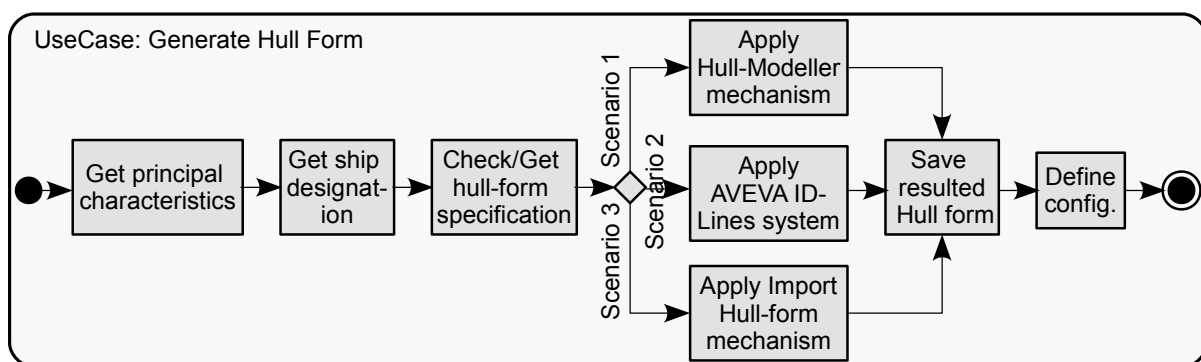 UseCase: Generate Hull Form
Get principal
characteristics
Get ship
designat-
ion
Check/Get
hull-form
specification
Scenario 1
Scenario 2
Scenario 3
Apply
Hull-Modeller
mechanism
Apply
AVEVA ID-
Lines system
Apply Import
Hull-form
mechanism
Save
resulted
Hull form
Define
config.